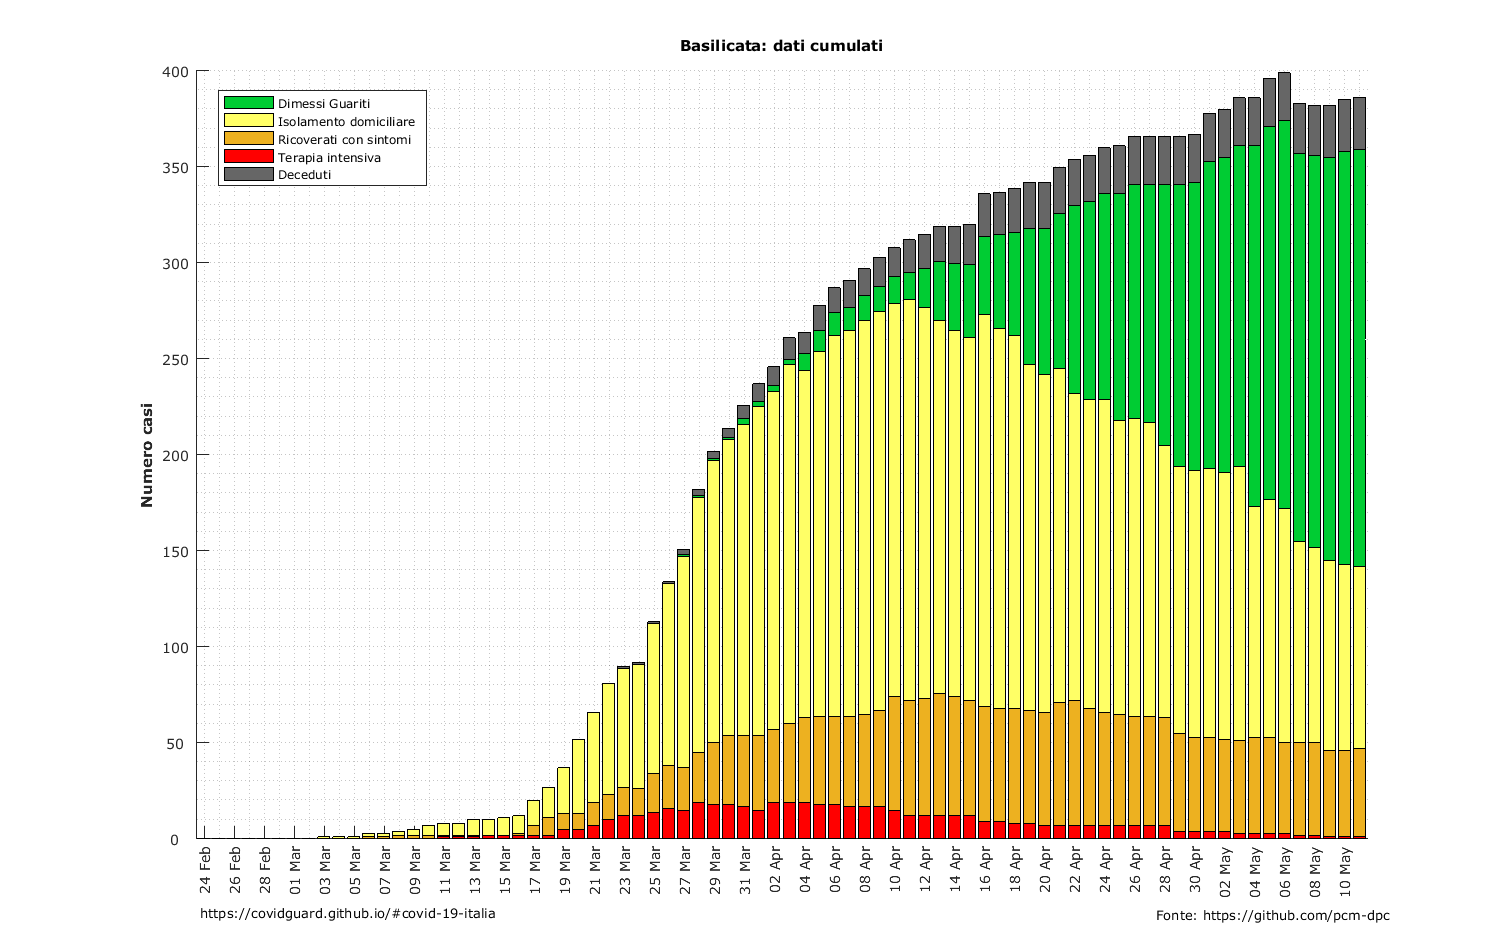 Basilicata: dati cumulati
400
350
300
250
200
150
100
50
0
Numero casi
Dimessi Guariti
Isolamento domiciliare
Ricoverati con sintomi
Terapia intensiva
Deceduti
24 Feb
26 Feb
28 Feb
01 Mar
03 Mar
05 Mar
07 Mar
09 Mar
11 Mar
13 Mar
15 Mar
17 Mar
19 Mar
21 Mar
23 Mar
25 Mar
27 Mar
29 Mar
31 Mar
02 Apr
04 Apr
06 Apr
08 Apr
10 Apr
12 Apr
14 Apr
16 Apr
18 Apr
20 Apr
22 Apr
24 Apr
26 Apr
28 Apr
30 Apr
02 May
04 May
06 May
08 May
10 May
https://covidguard.github.io/#covid-19-italia
Fonte: https://github.com/pcm-dpc